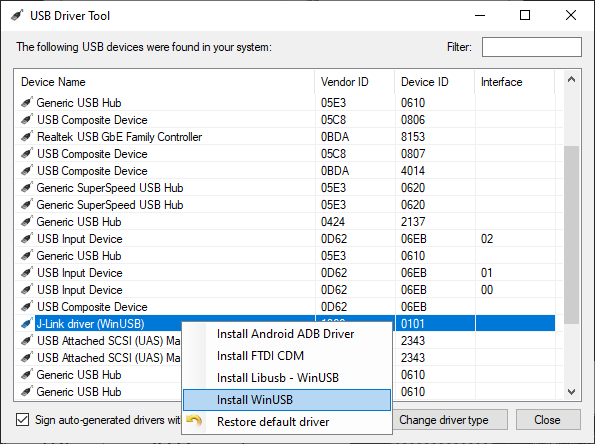 USB Driver Tool
The following USB devices were found in your system:
Filter:
Device Name Vendor ID Device ID Interface
Generic USB Hub 05E3 0610
USB Composite Device 05C8 0806
Realtek USB GbE Family Controller 0BDA 8153
USB Composite Device 05C8 0807
USB Composite Device 0BDA 4014
Generic SuperSpeed USB Hub 05E3 0620
Generic SuperSpeed USB Hub 05E3 0620
Generic USB Hub 0424 2137
USB Input Device 0D62 06EB 02
Generic USB Hub 05E3 0610
USB Input Device 0D62 06EB 01
USB Input Device 0D62 06EB 00
USB Composite Device 0D62 06EB
J-Link driver (WinUSB) 0101
USB Attached SCSI (UAS) Ma 2343
USB Attached SCSI (UAS) Ma 2343
Generic USB Hub 0620
Generic USB Hub 0610
Install Android ADB Driver
Install FTDI CDM
Install Libusb - WinUSB
Install WinUSB
Restore default driver
Sign auto-generated drivers wit
Change driver type
Close